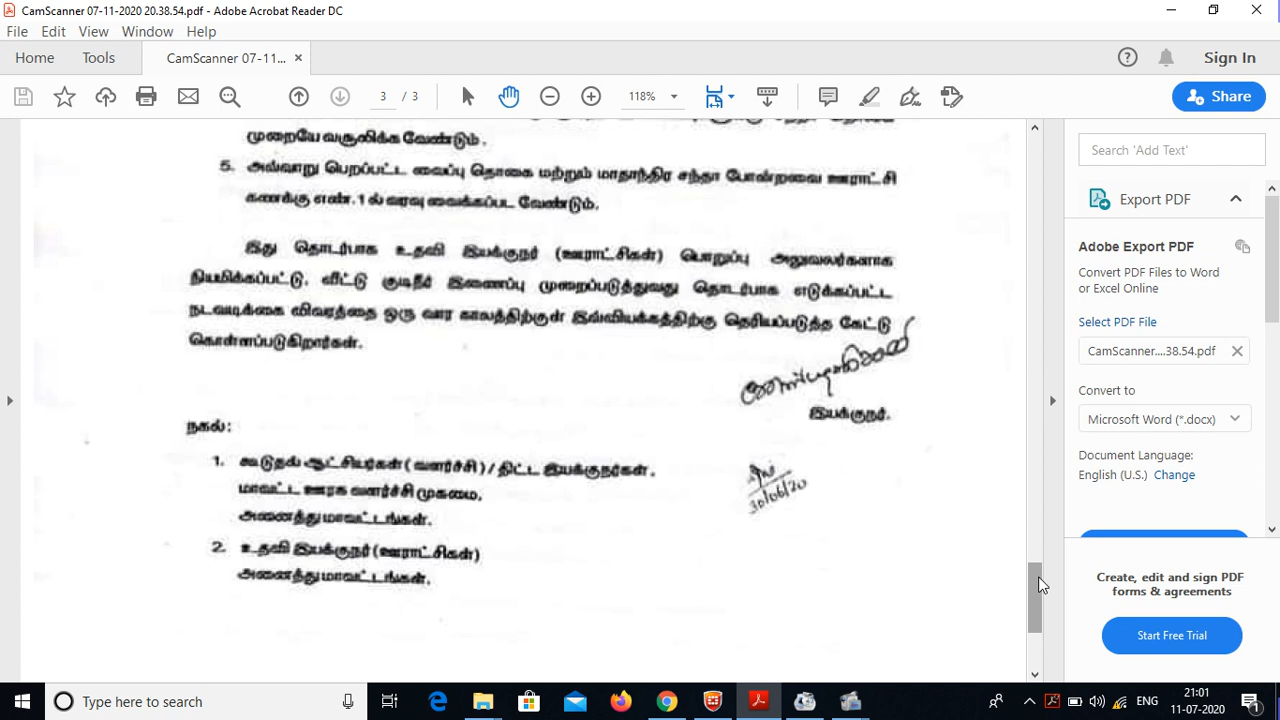 CamScanner 07-11-2020 20.38.54.pdf - Adobe Acrobat Reader DC
File Edit View Window Help
Home Tools CamScanner 07-11... × Sign In
3 / 3 118% Share
முறையே வசூலிக்க வேண்டும்.
5. அவ்வாறு பெறப்பட்ட வைப்பு தொகை மற்றும் மாதாந்திர சந்தா போன்றவை ஊராட்சி
கணக்கு எண்.1ல் வரவு வைக்கப்பட வேண்டும்.
இது தொடர்பாக உதவி இயக்குநர் (ஊராட்சிகள்) பொறுப்பு அலுவலர்களாக
நியமிக்கப்பட்டு, வீட்டு குடிநீர் இணைப்பு முறைப்படுத்துவது தொடர்பாக எடுக்கப்பட்ட
நடவடிக்கை விவரத்தை ஒரு வார காலத்திற்குள் இவ்வியக்கத்திற்கு தெரியப்படுத்த கேட்டு
கொள்ளப்படுகிறார்கள்.
இயக்குநர்.
நகல்:
1. கூடுதல் ஆட்சியர்கள் (வளர்ச்சி) / திட்ட இயக்குநர்கள்.
மாவட்ட ஊரக வளர்ச்சி முகமை,
அனைத்து மாவட்டங்கள்.
30/06/20
2. உதவி இயக்குநர் (ஊராட்சிகள்)
அனைத்து மாவட்டங்கள்.
Search 'Add Text'
Export PDF
Adobe Export PDF
Convert PDF Files to Word
or Excel Online
Select PDF File
CamScanner....38.54.pdf
Convert to
Microsoft Word (*.docx)
Document Language:
English (U.S.) Change
Create, edit and sign PDF
forms & agreements
Start Free Trial
Type here to search
ENG
21:01
11-07-2020